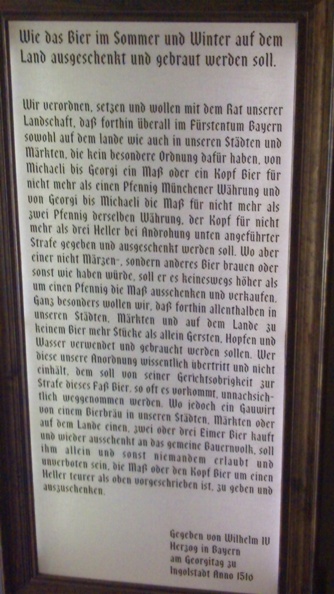 Wie das Bier im Sommer und Winter auf dem
Land ausgeschenkt und gebraut werden soll.
Wir verordnen, setzen und wollen mit dem Rat unserer
Landschaft, daß forthin überall im Fürstentum Bayern
sowohl auf dem lande wie auch in unseren Städten und
Märkten, die kein besondere Ordnung dafür haben, von
Michaeli bis Georgi ein Maß oder ein Kopf Bier für
nicht mehr als einen Pfennig Münchener Währung und
von Georgi bis Michaeli die Maß für nicht mehr als
zwei Pfennig derselben Währung, der Kopf für nicht
mehr als drei Heller bei Androhung unten angeführter
Strafe gegeben und ausgeschenkt werden soll. Wo aber
einer nicht Märzen-, sondern anderes Bier brauen oder
sonst wie haben würde, soll er es keineswegs höher als
um einen Pfennig die Maß ausschenken und verkaufen.
Ganz besonders wollen wir, daß forthin allenthalben in
unseren Städten, Märkten und auf dem Lande zu
keinem Bier mehr Stücke als allein Gersten, Hopfen und
Wasser verwendet und gebraucht werden sollen. Wer
diese unsere Anordnung wissentlich übertritt und nicht
einhält, dem soll von seiner Gerichtsobrigkeit zur
Strafe dieses Faß Bier, so oft es vorkommt, unnachsich-
tlich weggenommen werden. Wo jedoch ein Gauwirt
von einem Bierbräu in unseren Städten, Märkten oder
auf dem Lande einen, zwei oder drei Eimer Bier kauft
und wieder ausschenkt an das gemeine Bauernvolk, soll
ihm allein und sonst niemandem erlaubt und
unverboten sein, die Maß oder den Kopf Bier um einen
Heller teurer als oben vorgeschrieben ist, zu geben und
auszuschenken.
Gegeben von Wilhelm IV
Herzog in Bayern
am Georgitag zu
Ingolstadt Anno 1516